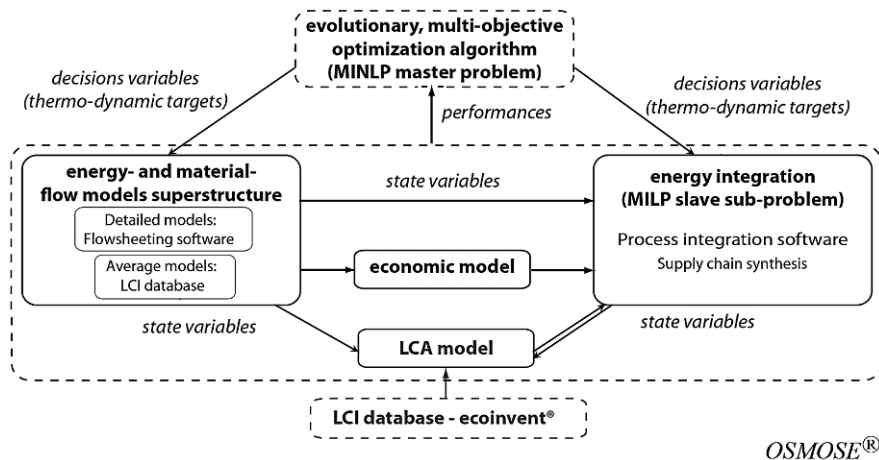 evolutionary, multi-objective
optimization algorithm
(MINLP master problem)
decisions variables
(thermo-dynamic targets)
performances
decisions variables
(thermo-dynamic targets)
energy- and material-
flow models superstructure
Detailed models:
Flowsheeting software
Average models:
LCI database
state variables
energy integration
(MILP slave sub-problem)
Process integration software
Supply chain synthesis
economic model
state variables
LCA model
state variables
LCI database - ecoinvent®
OSMOSE®